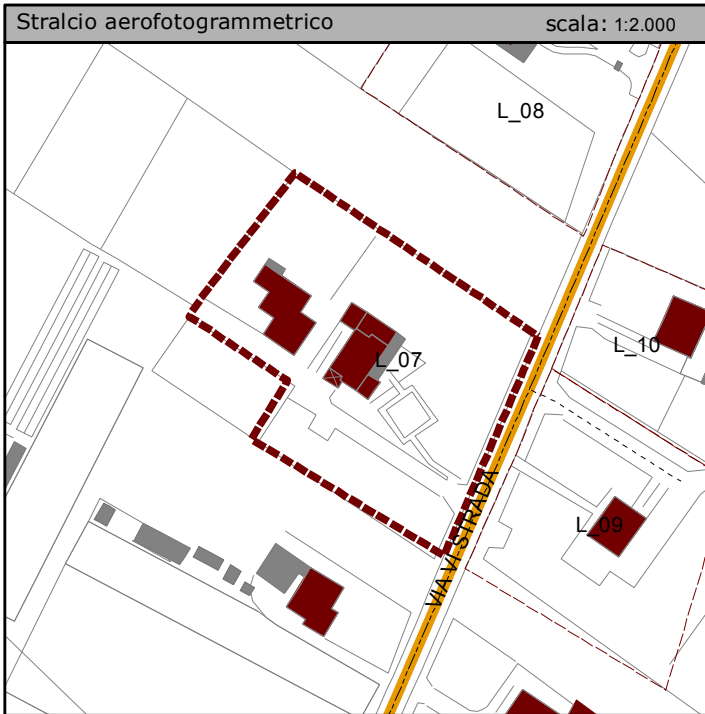 Stralcio aerofotogrammetrico scala: 1:2.000
L_08
L_10
L_07
L_09
VIA VI STRADA